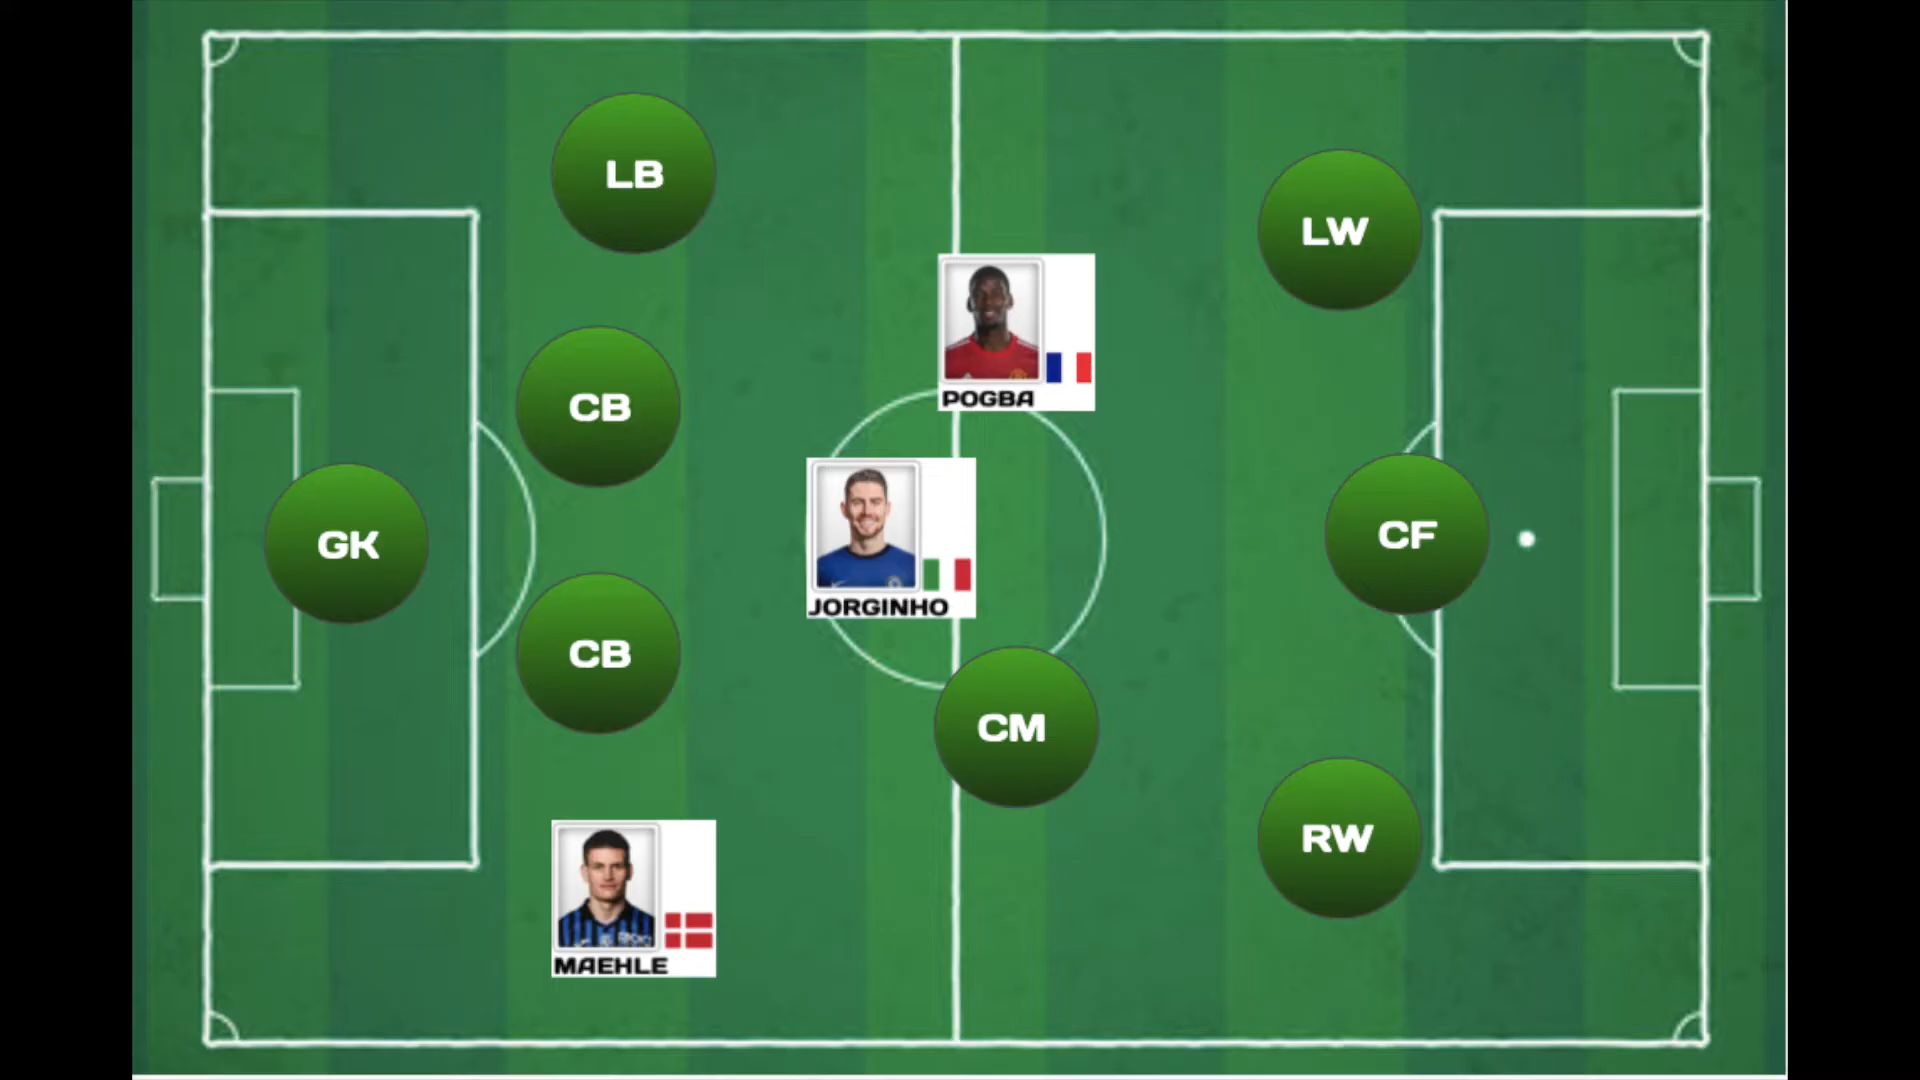 LB
LW
POGBA
CB
GK
JORGINHO
CF
CB
CM
RW
MAEHLE